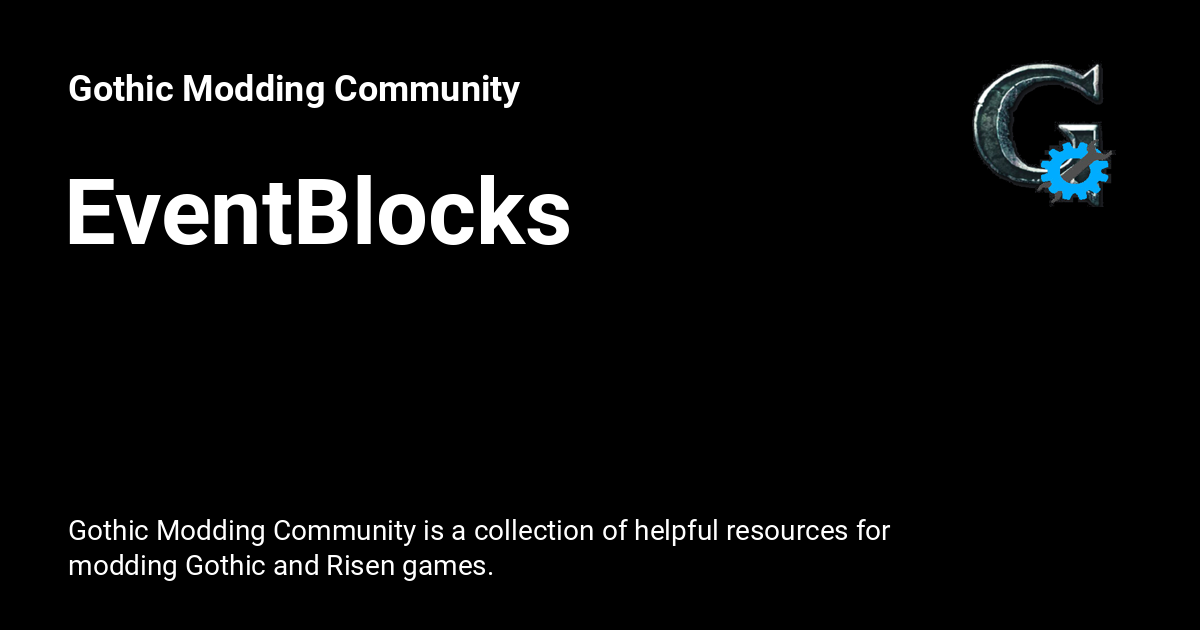 Gothic Modding Community
EventBlocks
Gothic Modding Community is a collection of helpful resources for
modding Gothic and Risen games.